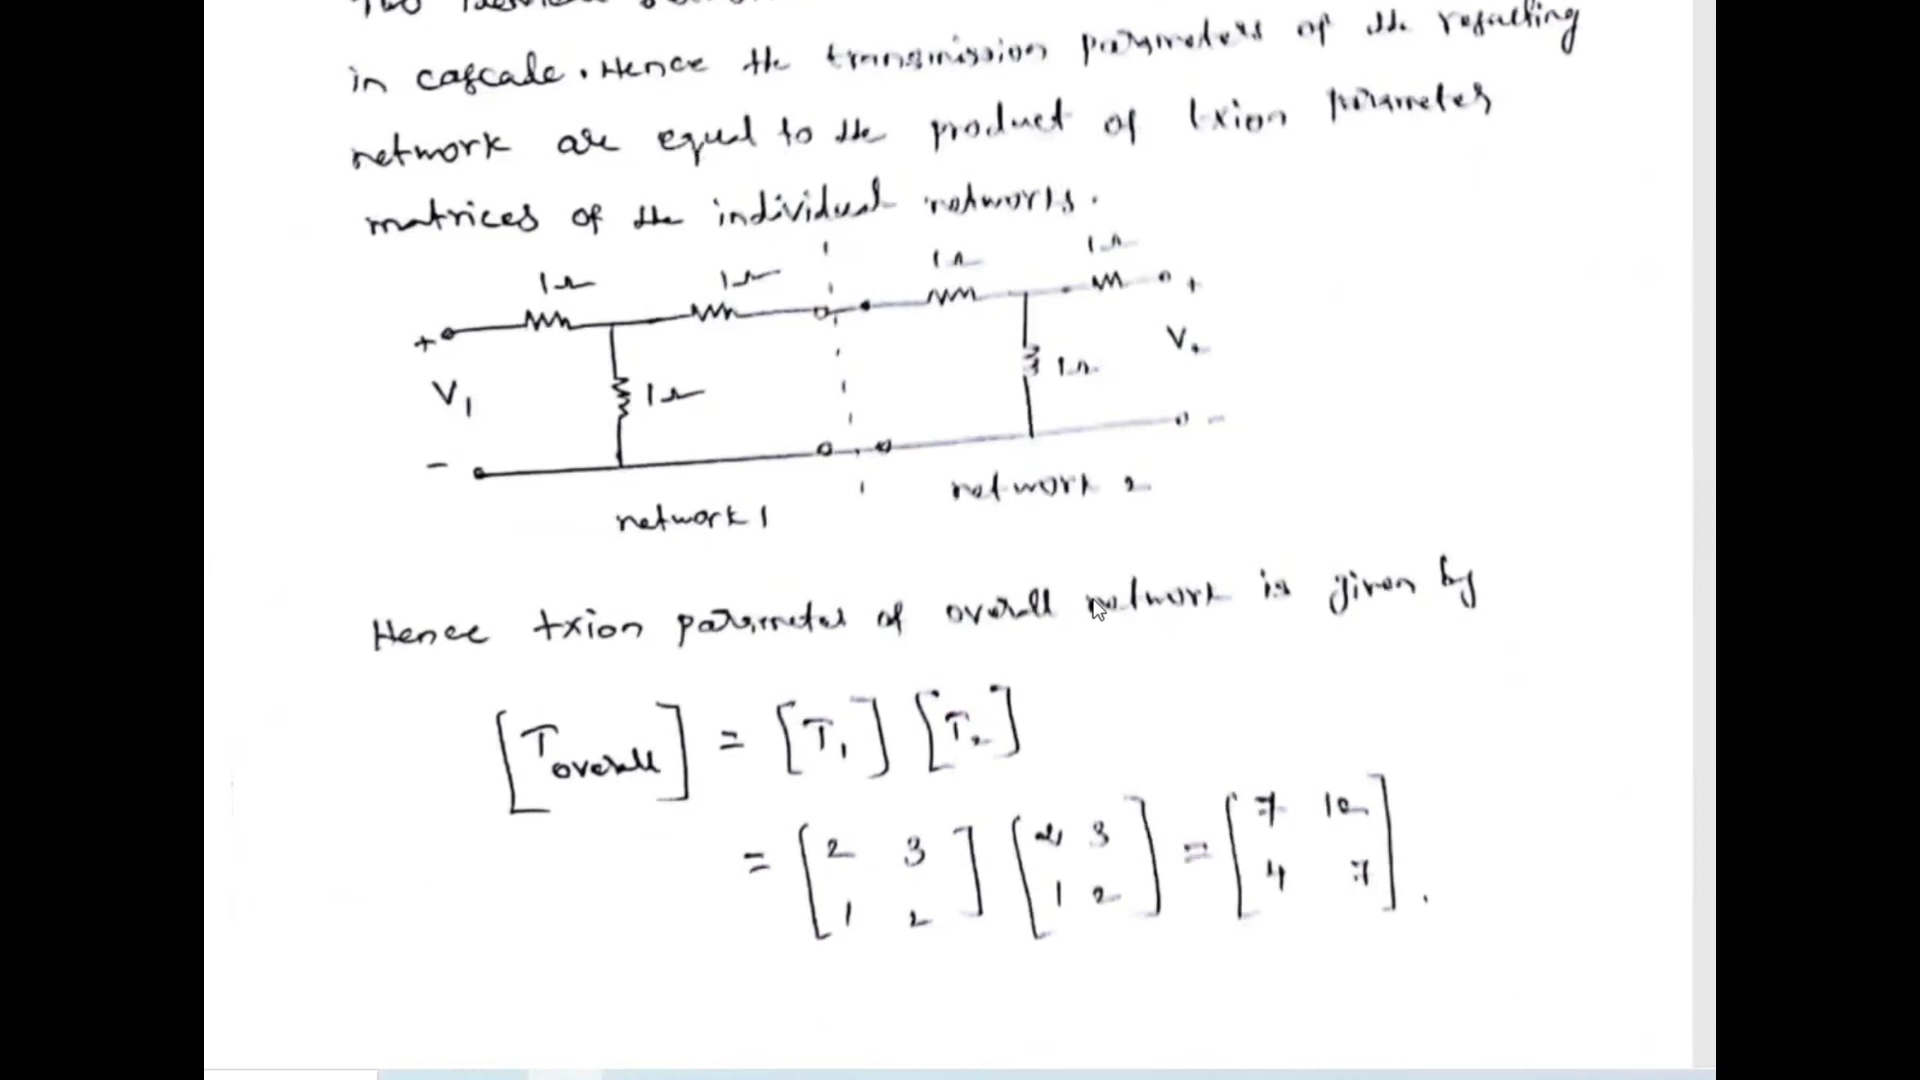 in cascade. Hence the transmission parameters of the resulting
network are equal to the product of txion parameter
matrices of the individual networks.
1Ω 1Ω 1Ω 1Ω
+ +
V1 1Ω 1Ω V2
- -
network 1 network 2
Hence txion parameter of overall network is given by
[Toverall] = [T1] [T2]
= [2 3
1 2] [2 3
1 2] = [7 12
4 7].